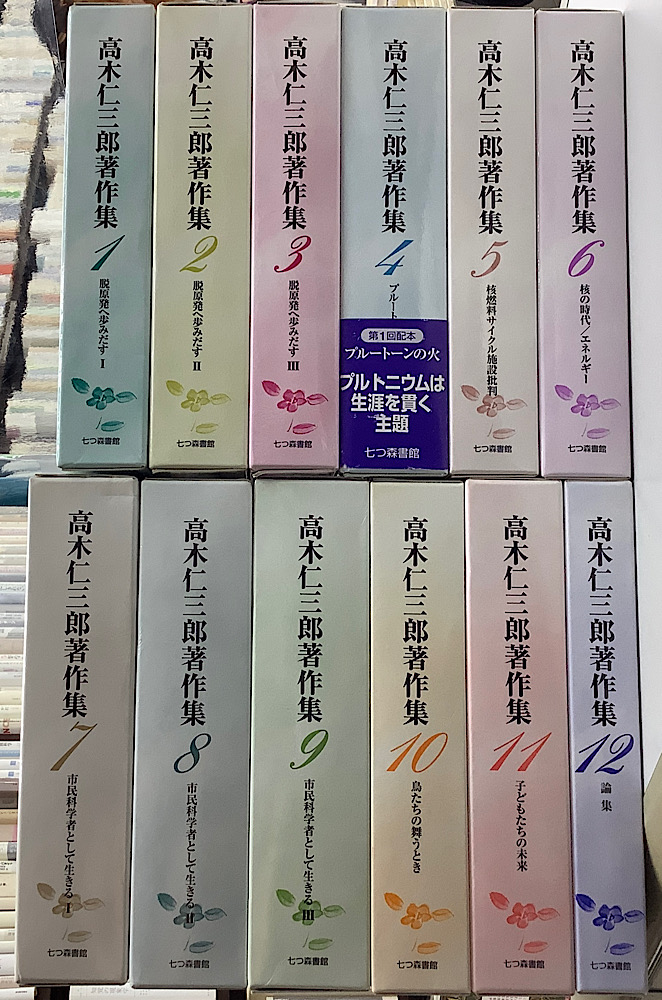 高木仁三郎著作集
1
脱原発へ歩みだす Ⅰ
七つ森書館
高木仁三郎著作集
2
脱原発へ歩みだす Ⅱ
七つ森書館
高木仁三郎著作集
3
脱原発へ歩みだす Ⅲ
七つ森書館
高木仁三郎著作集
4
プルート
第1回配本
プルートーンの火
プルトニウムは
生涯を貫く
主題
七つ森書館
高木仁三郎著作集
5
核燃料サイクル施設批判
七つ森書館
高木仁三郎著作集
6
核の時代/エネルギー
七つ森書館
高木仁三郎著作集
7
市民科学者として生きる Ⅰ
七つ森書館
高木仁三郎著作集
8
市民科学者として生きる Ⅱ
七つ森書館
高木仁三郎著作集
9
市民科学者として生きる Ⅲ
七つ森書館
高木仁三郎著作集
10
鳥たちの舞うとき
七つ森書館
高木仁三郎著作集
11
子どもたちの未来
七つ森書館
高木仁三郎著作集
12
論集
七つ森書館